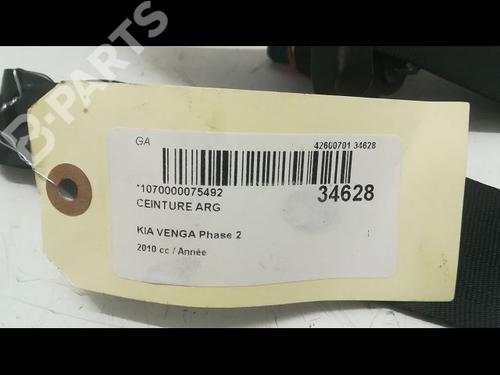 B-PARTS
GA 42600701 34628
*1070000075492 34628
CEINTURE ARG
KIA VENGA Phase 2
2010 cc / Année